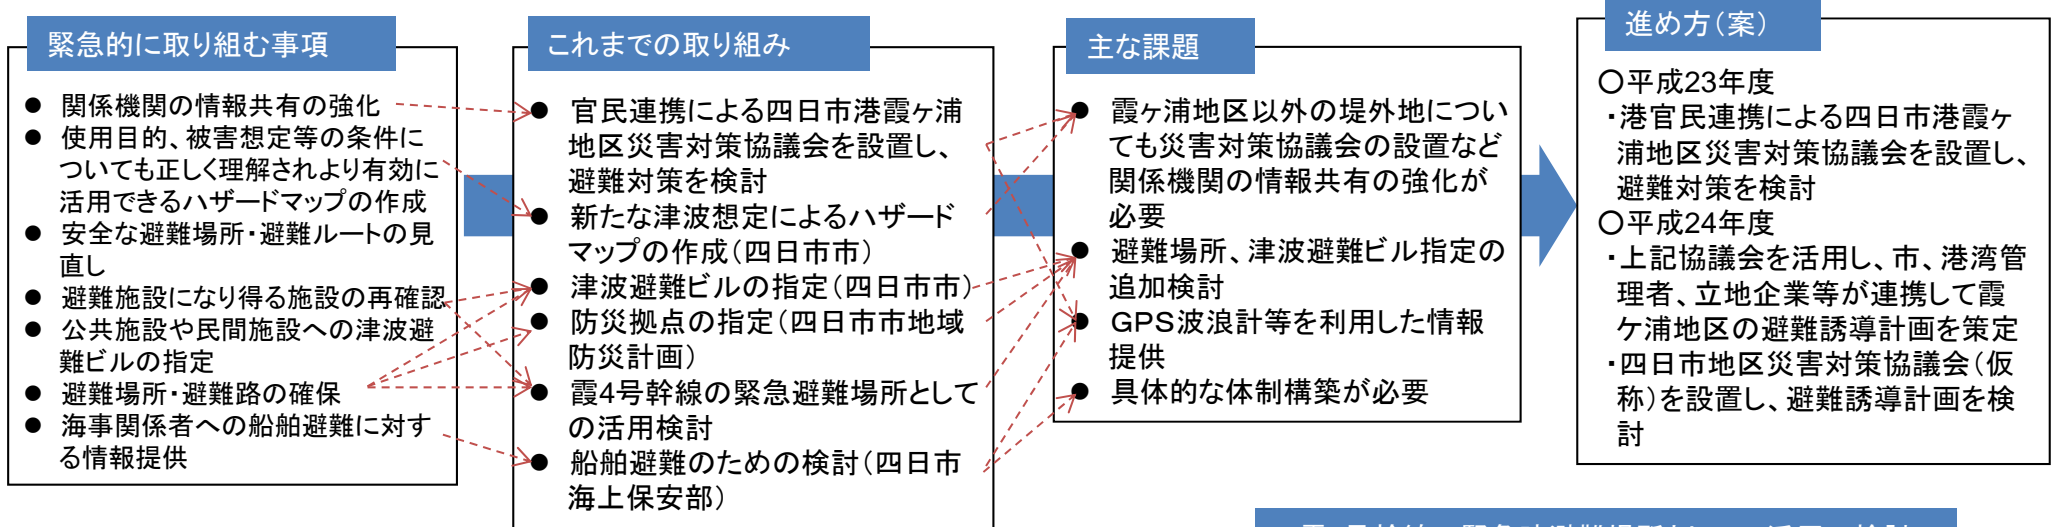 緊急的に取り組む事項
● 関係機関の情報共有の強化
● 使用目的、被害想定等の条件に
ついても正しく理解されより有効に
活用できるハザードマップの作成
● 安全な避難場所・避難ルートの見
直し
● 避難施設になり得る施設の再確認
● 公共施設や民間施設への津波避
難ビルの指定
● 避難場所・避難路の確保
● 海事関係者への船舶避難に対す
る情報提供
これまでの取り組み
● 官民連携による四日市港霞ヶ浦
地区災害対策協議会を設置し、
避難対策を検討
● 新たな津波想定によるハザード
マップの作成(四日市市)
● 津波避難ビルの指定(四日市市)
● 防災拠点の指定(四日市市地域
防災計画)
● 霞4号幹線の緊急避難場所として
の活用検討
● 船舶避難のための検討(四日市
海上保安部)
主な課題
● 霞ヶ浦地区以外の堤外地につい
ても災害対策協議会の設置など
関係機関の情報共有の強化が
必要
● 避難場所、津波避難ビル指定の
追加検討
● GPS波浪計等を利用した情報
提供
● 具体的な体制構築が必要
進め方(案)
〇平成23年度
・港官民連携による四日市港霞ヶ
浦地区災害対策協議会を設置し、
避難対策を検討
〇平成24年度
・上記協議会を活用し、市、港湾管
理者、立地企業等が連携して霞
ケ浦地区の避難誘導計画を策定
・四日市地区災害対策協議会(仮
称)を設置し、避難誘導計画を検
討